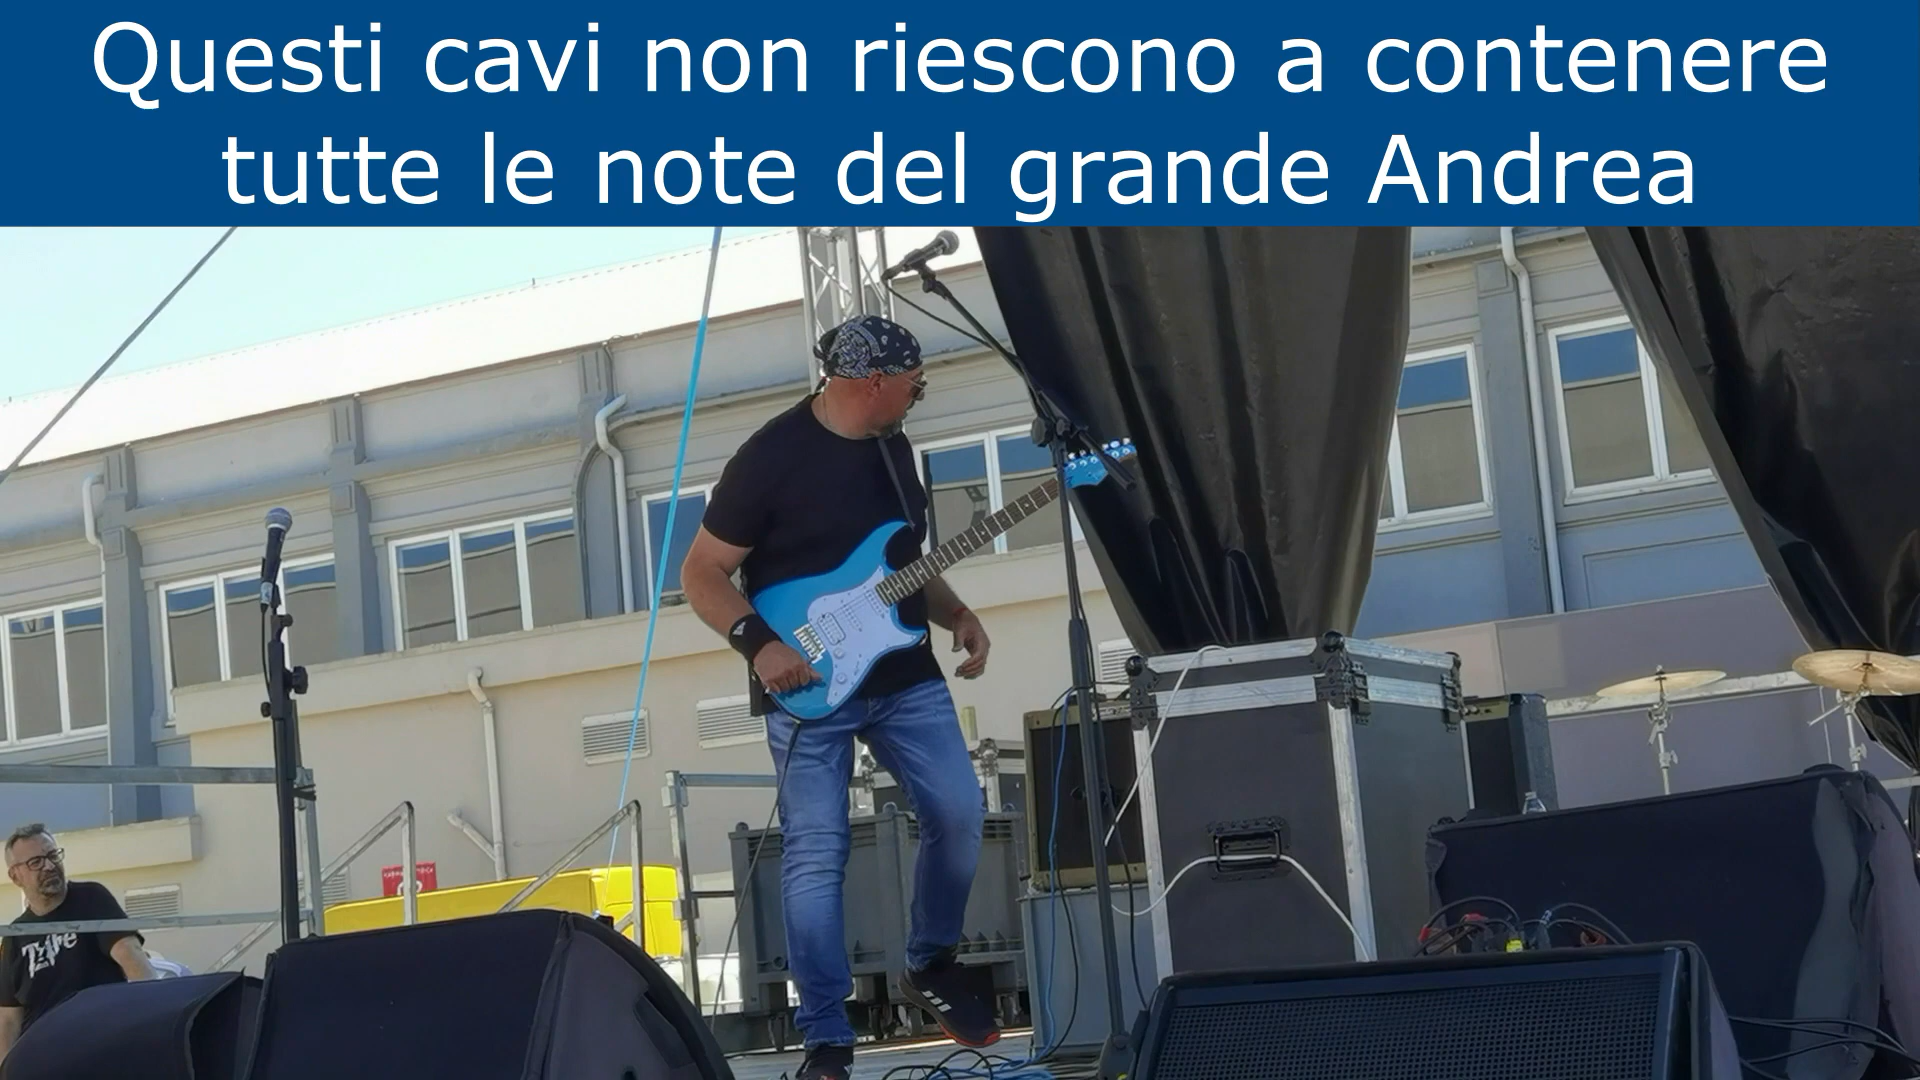 Questi cavi non riescono a contenere
tutte le note del grande Andrea